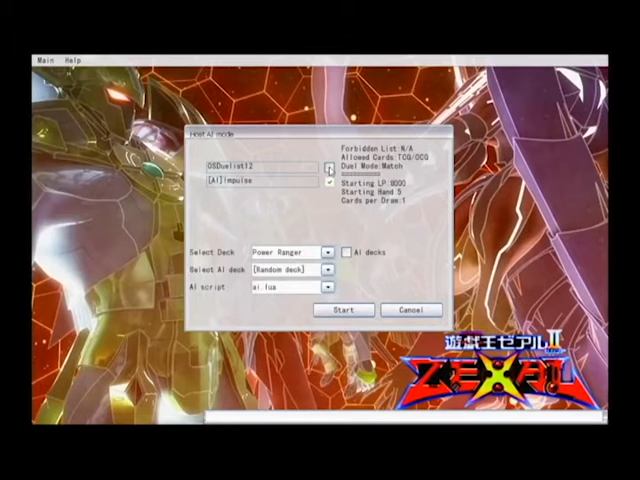 Main Help
Host AI mode
OSDuelist12
[AI]Impulse
Forbidden List:N/A
Allowed Cards:TCG/OCG
Duel Mode:Match
==========
Starting LP:8000
Starting Hand 5
Cards per Draw:1
Select Deck Power Ranger AI decks
Select AI deck [Random deck]
AI script ai.lua
Start Cancel
遊戯王ゼアルII
ZEXAL II